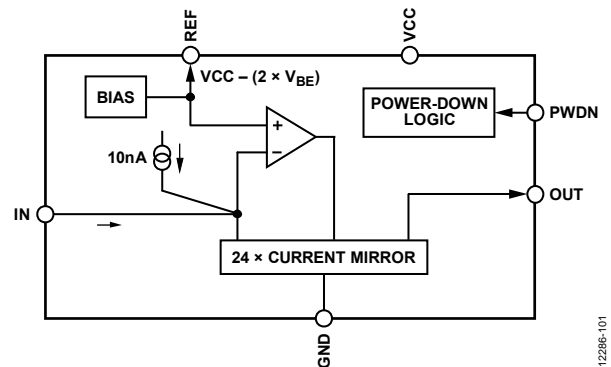 REF
VCC
VCC – (2 × VBE)
BIAS
POWER-DOWN
LOGIC
PWDN
10nA
IN
OUT
24 × CURRENT MIRROR
GND
+
–
12286-101